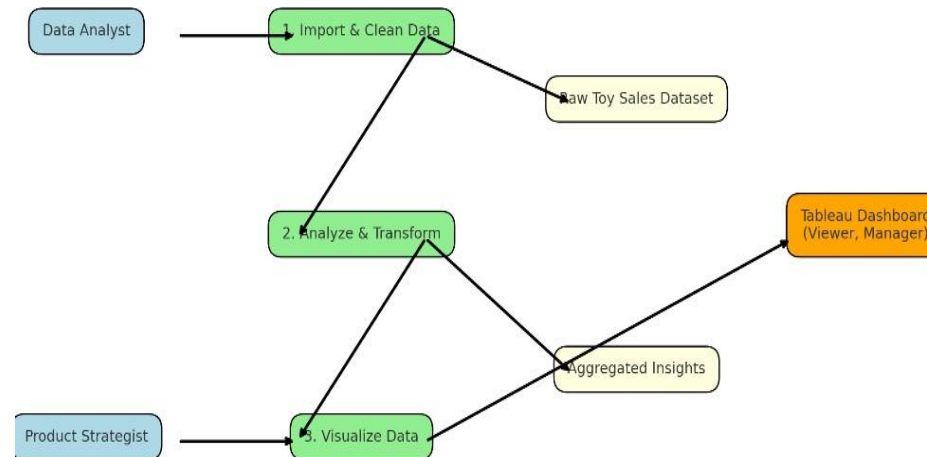 Data Analyst
1. Import & Clean Data
Raw Toy Sales Dataset
2. Analyze & Transform
Tableau Dashboard
(Viewer, Manager)
Aggregated Insights
Product Strategist
3. Visualize Data